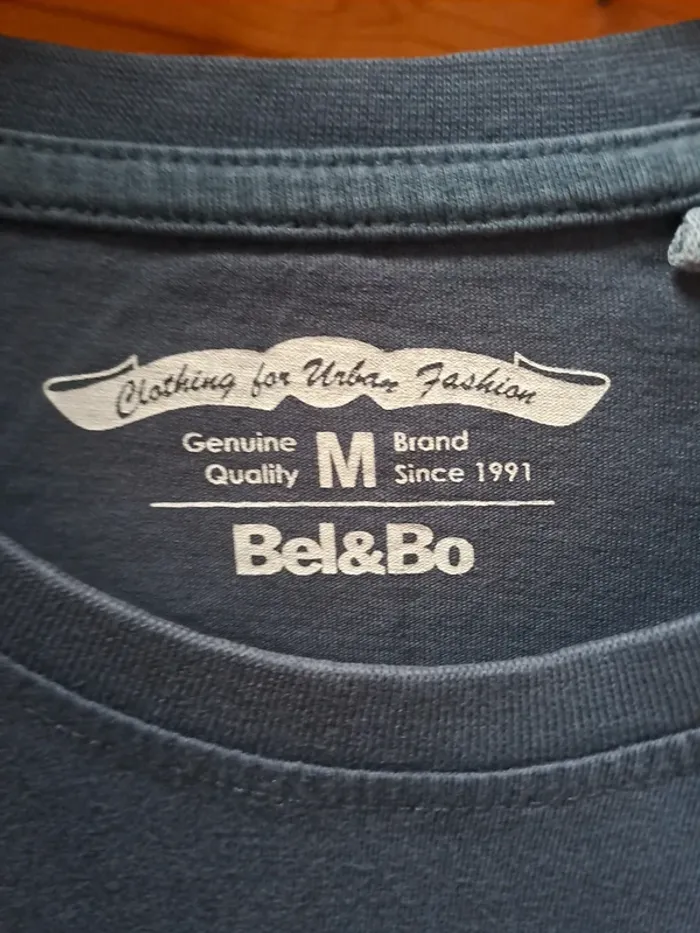 Clothing for Urban Fashion
Genuine M Brand
Quality Since 1991
Bel&Bo